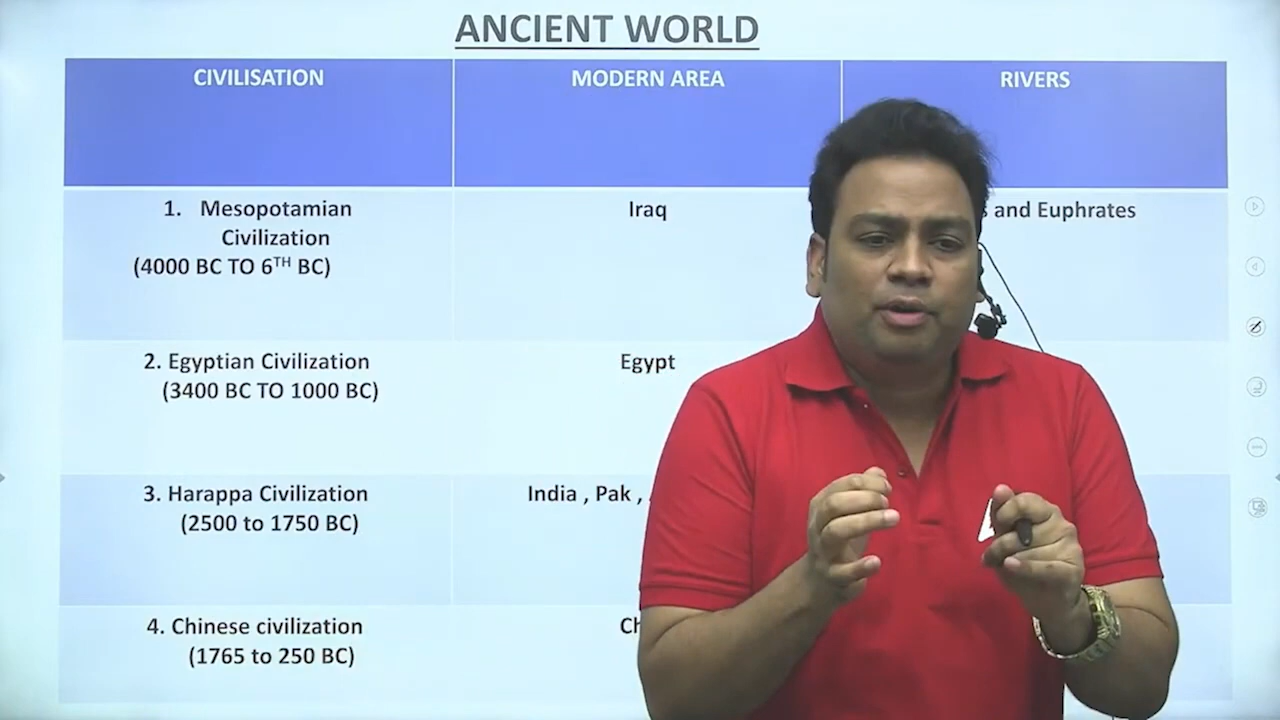 ANCIENT WORLD
CIVILISATION MODERN AREA RIVERS
1. Mesopotamian Iraq and Euphrates
Civilization
(4000 BC TO 6TH BC)
2. Egyptian Civilization Egypt
(3400 BC TO 1000 BC)
3. Harappa Civilization India , Pak ,
(2500 to 1750 BC)
4. Chinese civilization
(1765 to 250 BC)